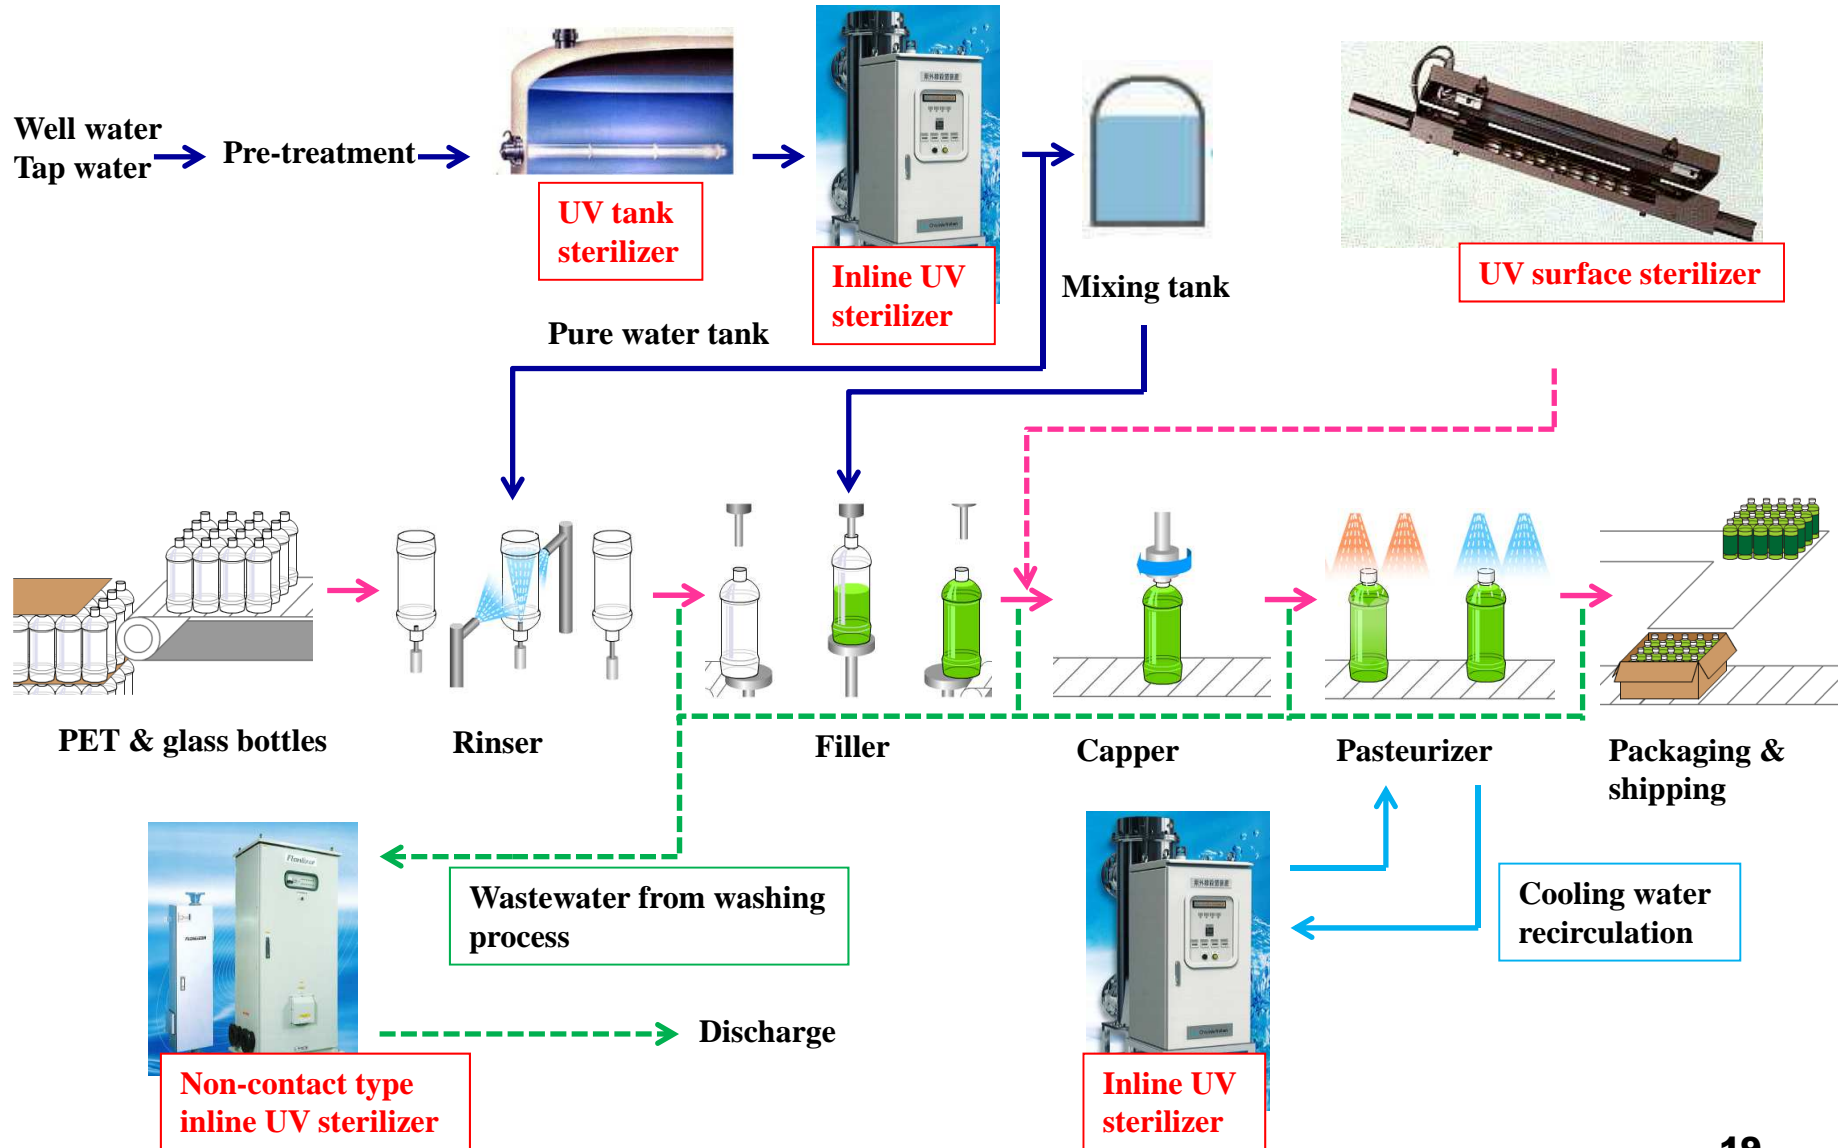 Well water
Tap water
Pre-treatment
UV tank
sterilizer
Inline UV
sterilizer
Mixing tank
UV surface sterilizer
Pure water tank
PET & glass bottles
Rinser
Filler
Capper
Pasteurizer
Packaging &
shipping
Wastewater from washing
process
Cooling water
recirculation
Discharge
Non-contact type
inline UV sterilizer
Inline UV
sterilizer